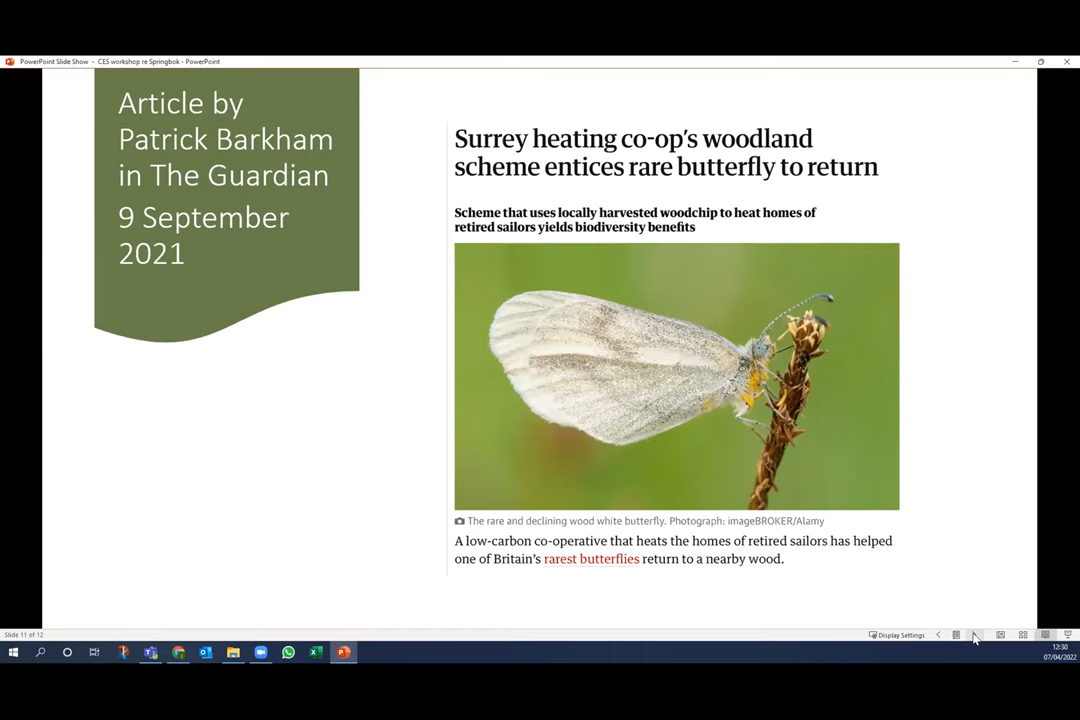 PowerPoint Slide Show - CES workshop re Springbok - PowerPoint
Article by
Patrick Barkham
in The Guardian
9 September
2021
Surrey heating co-op's woodland
scheme entices rare butterfly to return
Scheme that uses locally harvested woodchip to heat homes of
retired sailors yields biodiversity benefits
The rare and declining wood white butterfly. Photograph: imageBROKER/Alamy
A low-carbon co-operative that heats the homes of retired sailors has helped
one of Britain's rarest butterflies return to a nearby wood.
Slide 11 of 12
Display Settings
12:30
07/04/2022